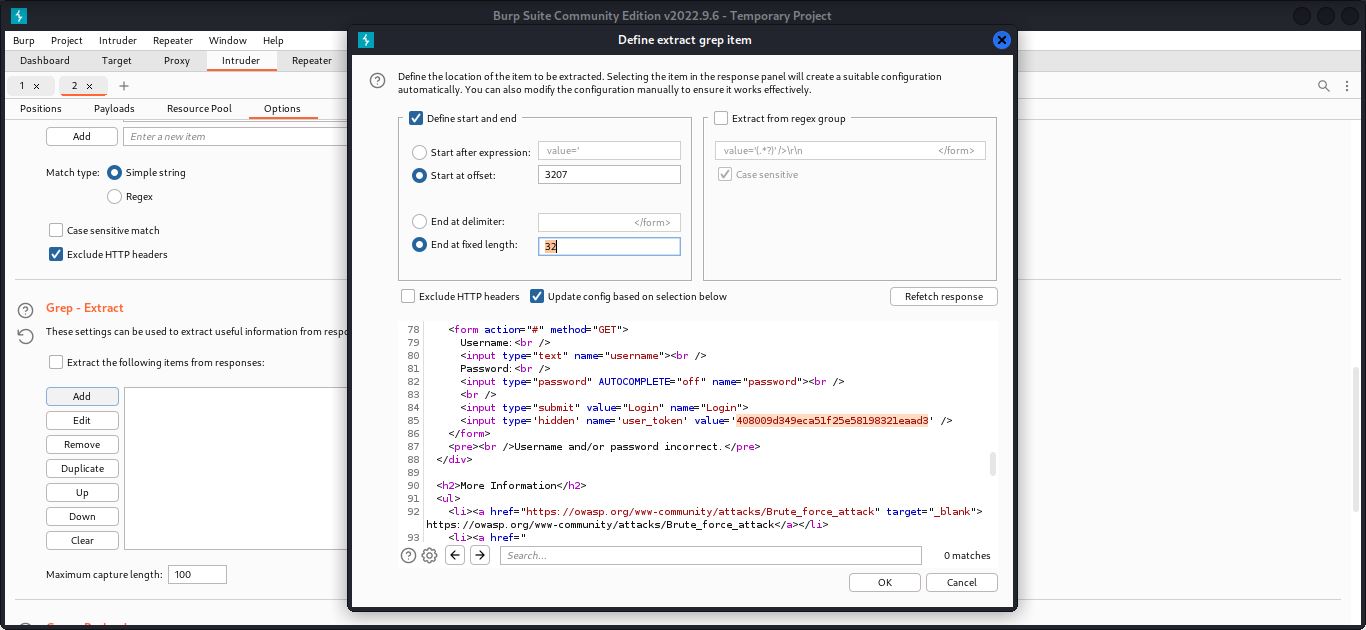 Burp Suite Community Edition v2022.9.6 - Temporary Project
Burp Project Intruder Repeater Window Help
Dashboard Target Proxy Intruder Repeater
1 × 2 × +
Positions Payloads Resource Pool Options
Add Enter a new item
Match type: Simple string
Regex
Case sensitive match
Exclude HTTP headers
Grep - Extract
These settings can be used to extract useful information from
Extract the following items from responses:
Add
Edit
Remove
Duplicate
Up
Down
Clear
Maximum capture length: 100
Define extract grep item
Define the location of the item to be extracted. Selecting the item in the response panel will create a suitable configuration
automatically. You can also modify the configuration manually to ensure it works effectively.
Define start and end
Start after expression: value='
Start at offset: 3207
End at delimiter: </form>
End at fixed length: 32
Extract from regex group
value='(.*?)' />\r\n </form>
Case sensitive
Exclude HTTP headers Update config based on selection below Refetch response
78 <form action="#" method="GET">
79 Username:<br />
80 <input type="text" name="username"><br />
81 Password:<br />
82 <input type="password" AUTOCOMPLETE="off" name="password"><br />
83 <br />
84 <input type="submit" value="Login" name="Login">
85 <input type='hidden' name='user_token' value='408009d349eca51f25e58198321eaad3' />
86 </form>
87 <pre><br />Username and/or password incorrect.</pre>
88 </div>
89
90 <h2>More Information</h2>
91 <ul>
92 <li><a href="https://owasp.org/www-community/attacks/Brute_force_attack" target="_blank">
https://owasp.org/www-community/attacks/Brute_force_attack</a></li>
93 <li><a href="
Search... 0 matches
OK Cancel